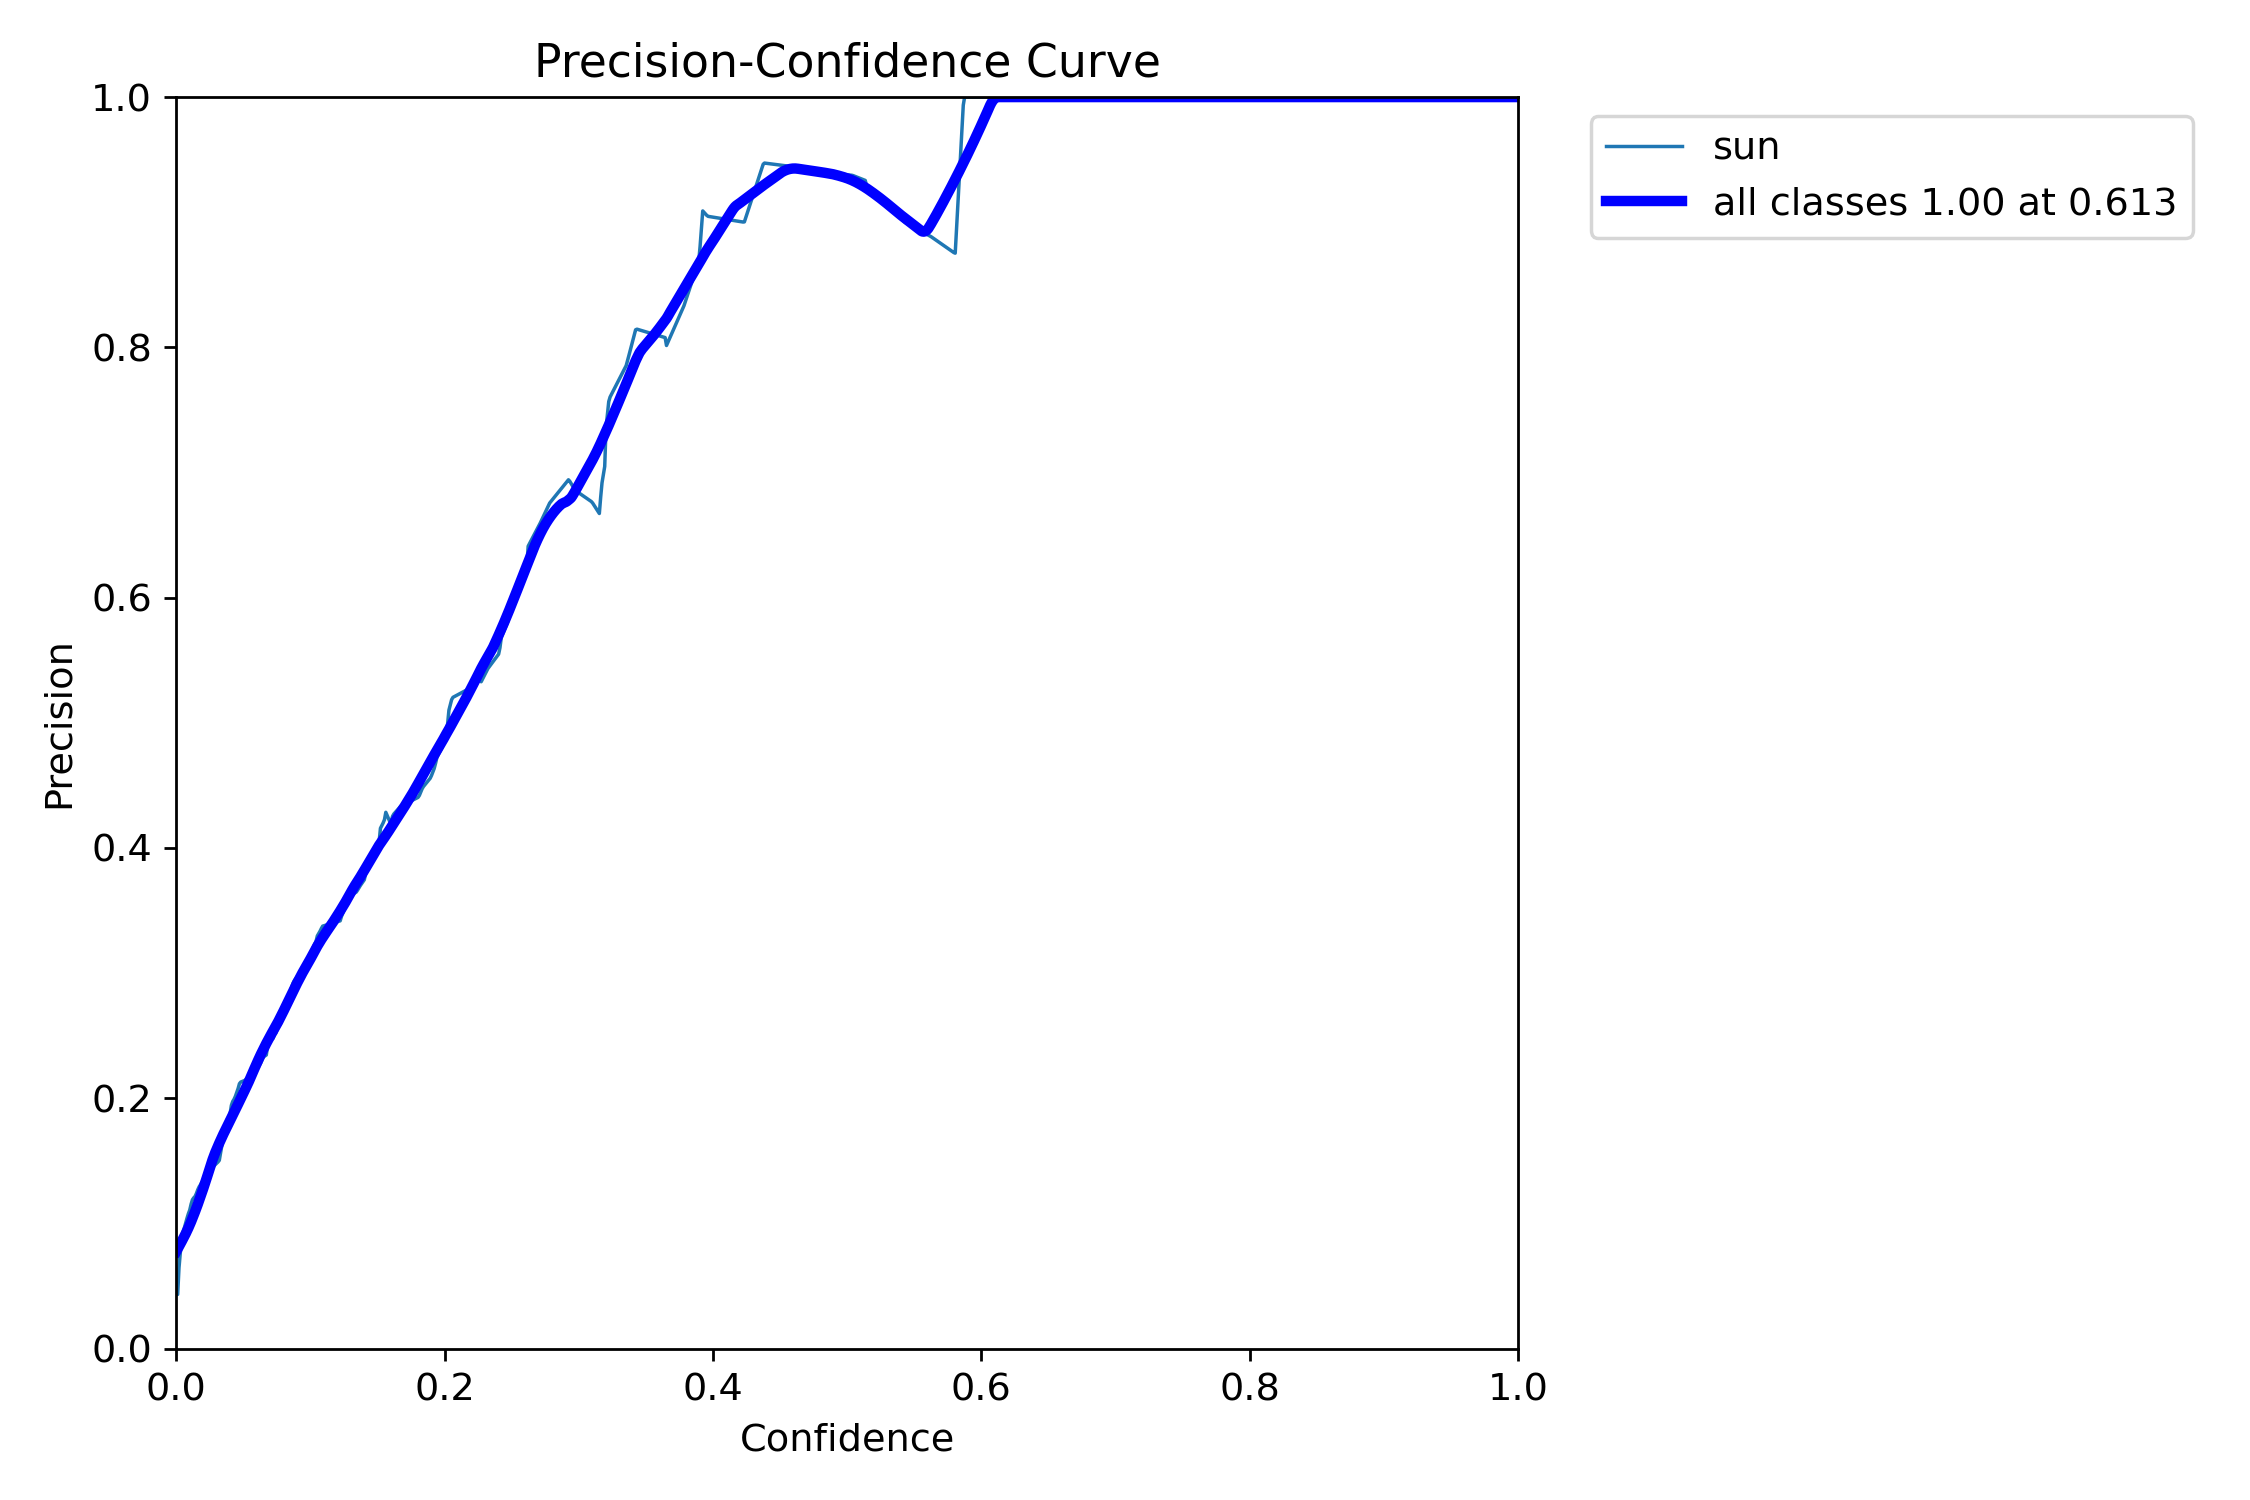 Precision-Confidence Curve
1.0
0.8
0.6
0.4
0.2
0.0
Precision
0.0 0.2 0.4 0.6 0.8 1.0
Confidence
sun
all classes 1.00 at 0.613